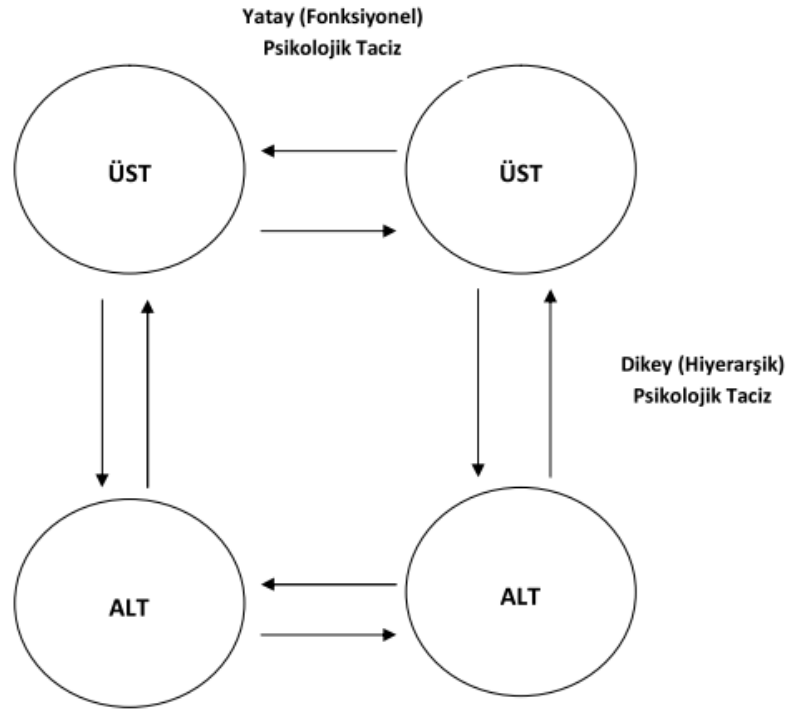 Yatay (Fonksiyonel)
Psikolojik Taciz
ÜST
ÜST
Dikey (Hiyerarşik)
Psikolojik Taciz
ALT
ALT